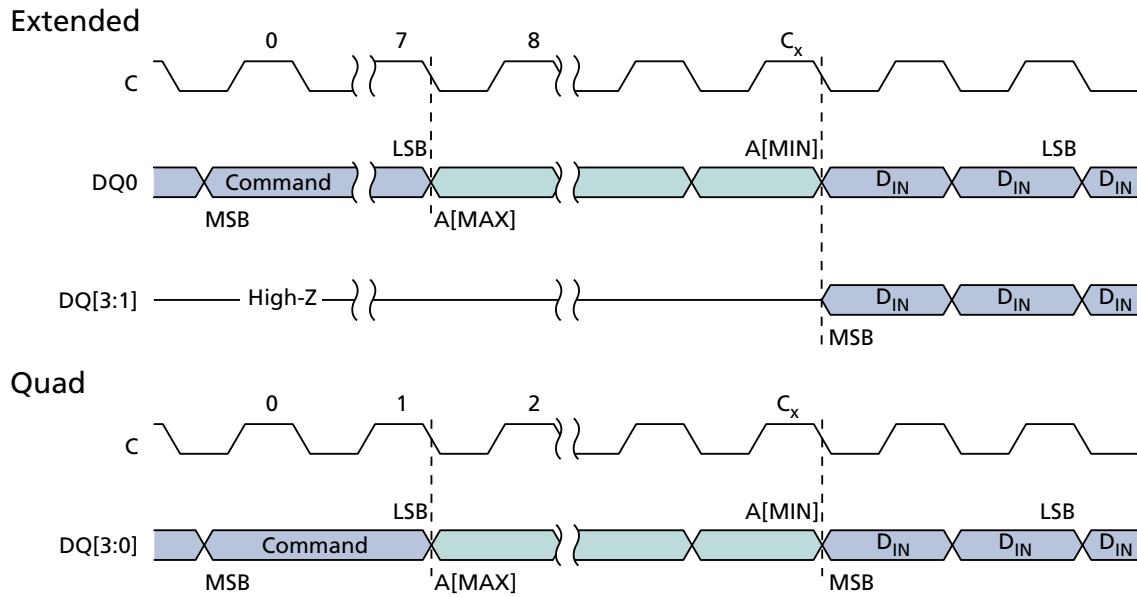 Extended
0 7 8 Cx
C
LSB A[MIN] LSB
DQ0 Command DIN DIN DIN
MSB A[MAX]
DQ[3:1] High-Z DIN DIN DIN
MSB
Quad
0 1 2 Cx
C
LSB A[MIN] LSB
DQ[3:0] Command DIN DIN DIN
MSB A[MAX] MSB